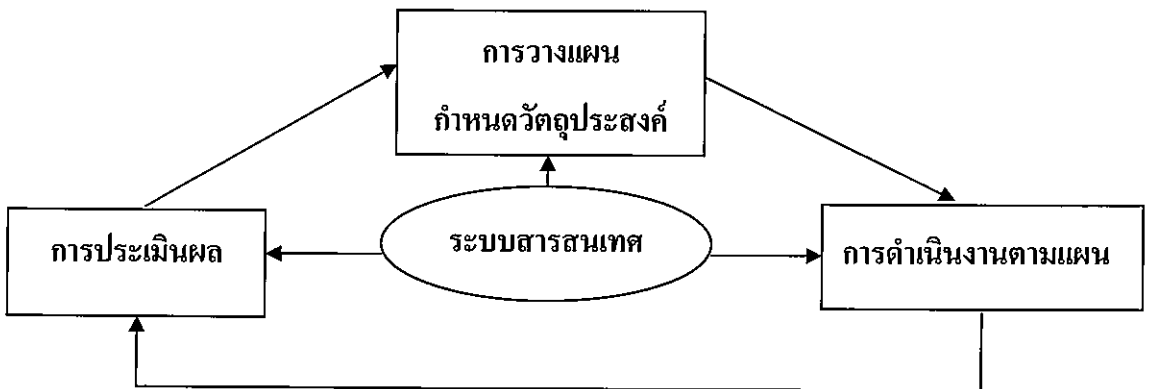 การวางแผน
กำหนดวัตถุประสงค์
การประเมินผล
ระบบสารสนเทศ
การดำเนินงานตามแผน